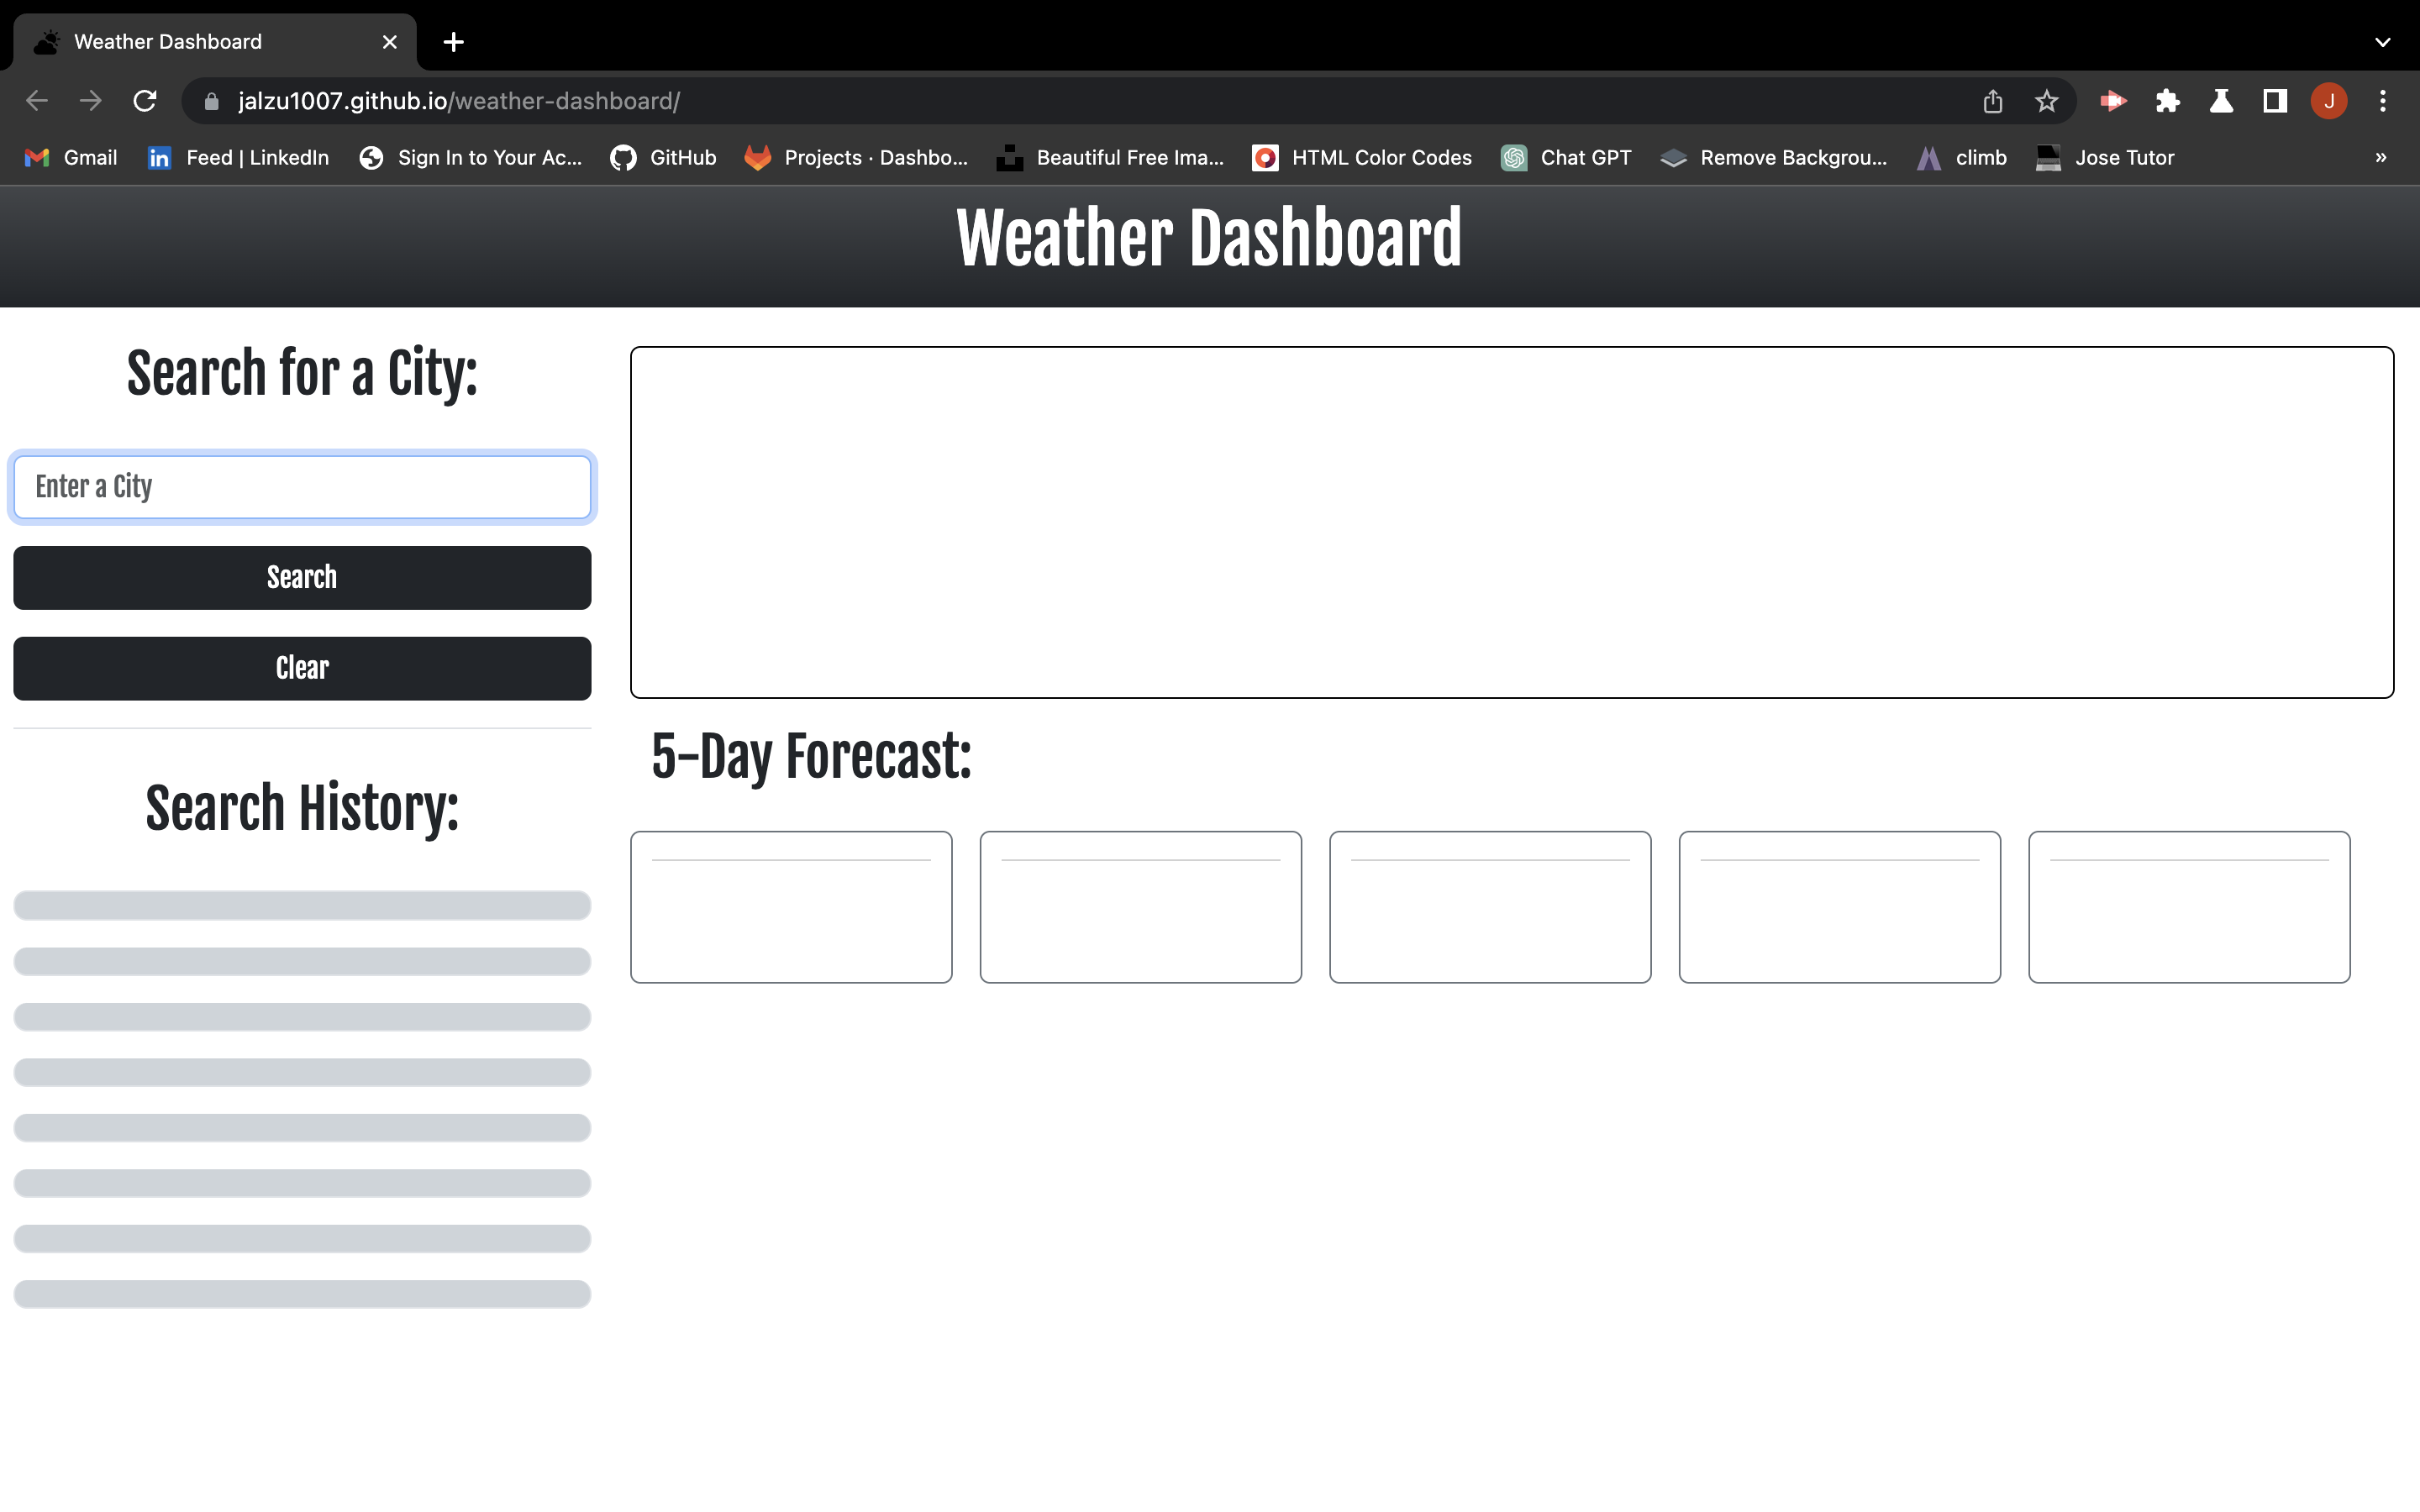 Weather Dashboard
jalzu1007.github.io/weather-dashboard/
J
Gmail
in
Feed | LinkedIn
Sign In to Your Ac...
GitHub
Projects · Dashbo...
Beautiful Free Ima...
HTML Color Codes
Chat GPT
Remove Backgrou...
climb
Jose Tutor
»
Weather Dashboard
Search for a City:
Enter a City
Search
Clear
Search History:
5-Day Forecast: